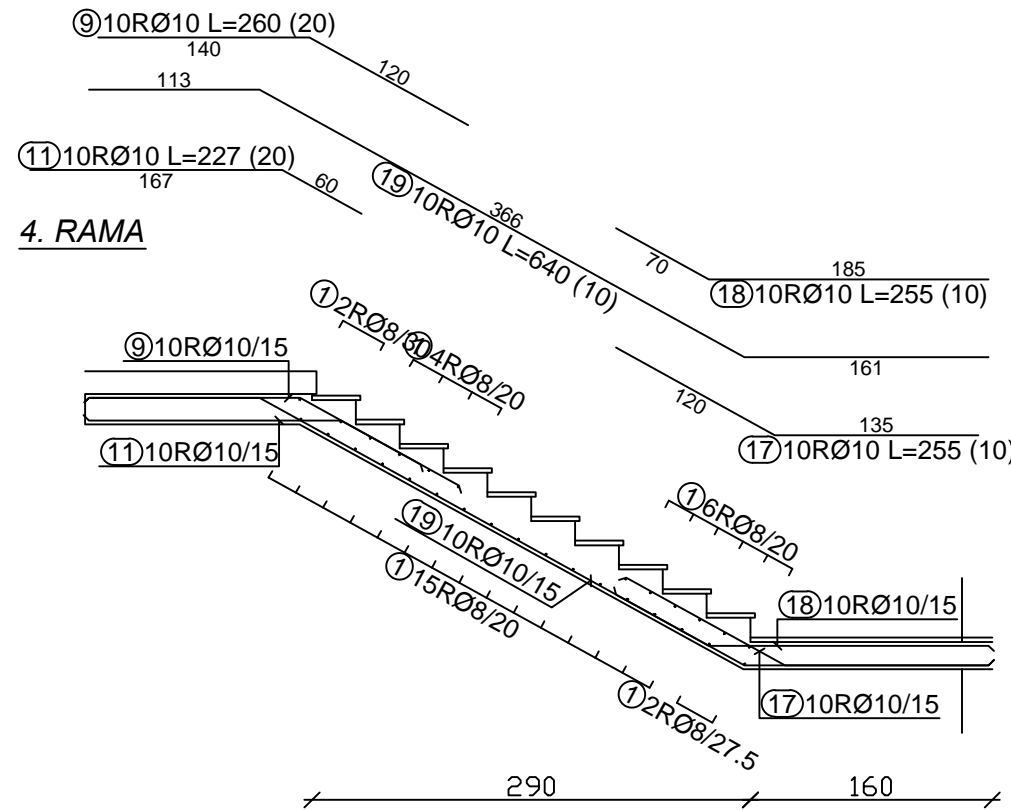 ⑨10RØ10 L=260 (20)
140
120
113
⑪10RØ10 L=227 (20)
167
60
4. RAMA
366
⑲10RØ10 L=640 (10)
70
185
⑱10RØ10 L=255 (10)
161
120
135
⑰10RØ10 L=255 (10)
①2RØ8/30
①4RØ8/20
⑨10RØ10/15
⑪10RØ10/15
⑲10RØ10/15
①15RØ8/20
①6RØ8/20
⑱10RØ10/15
①2RØ8/27.5
⑰10RØ10/15
290
160